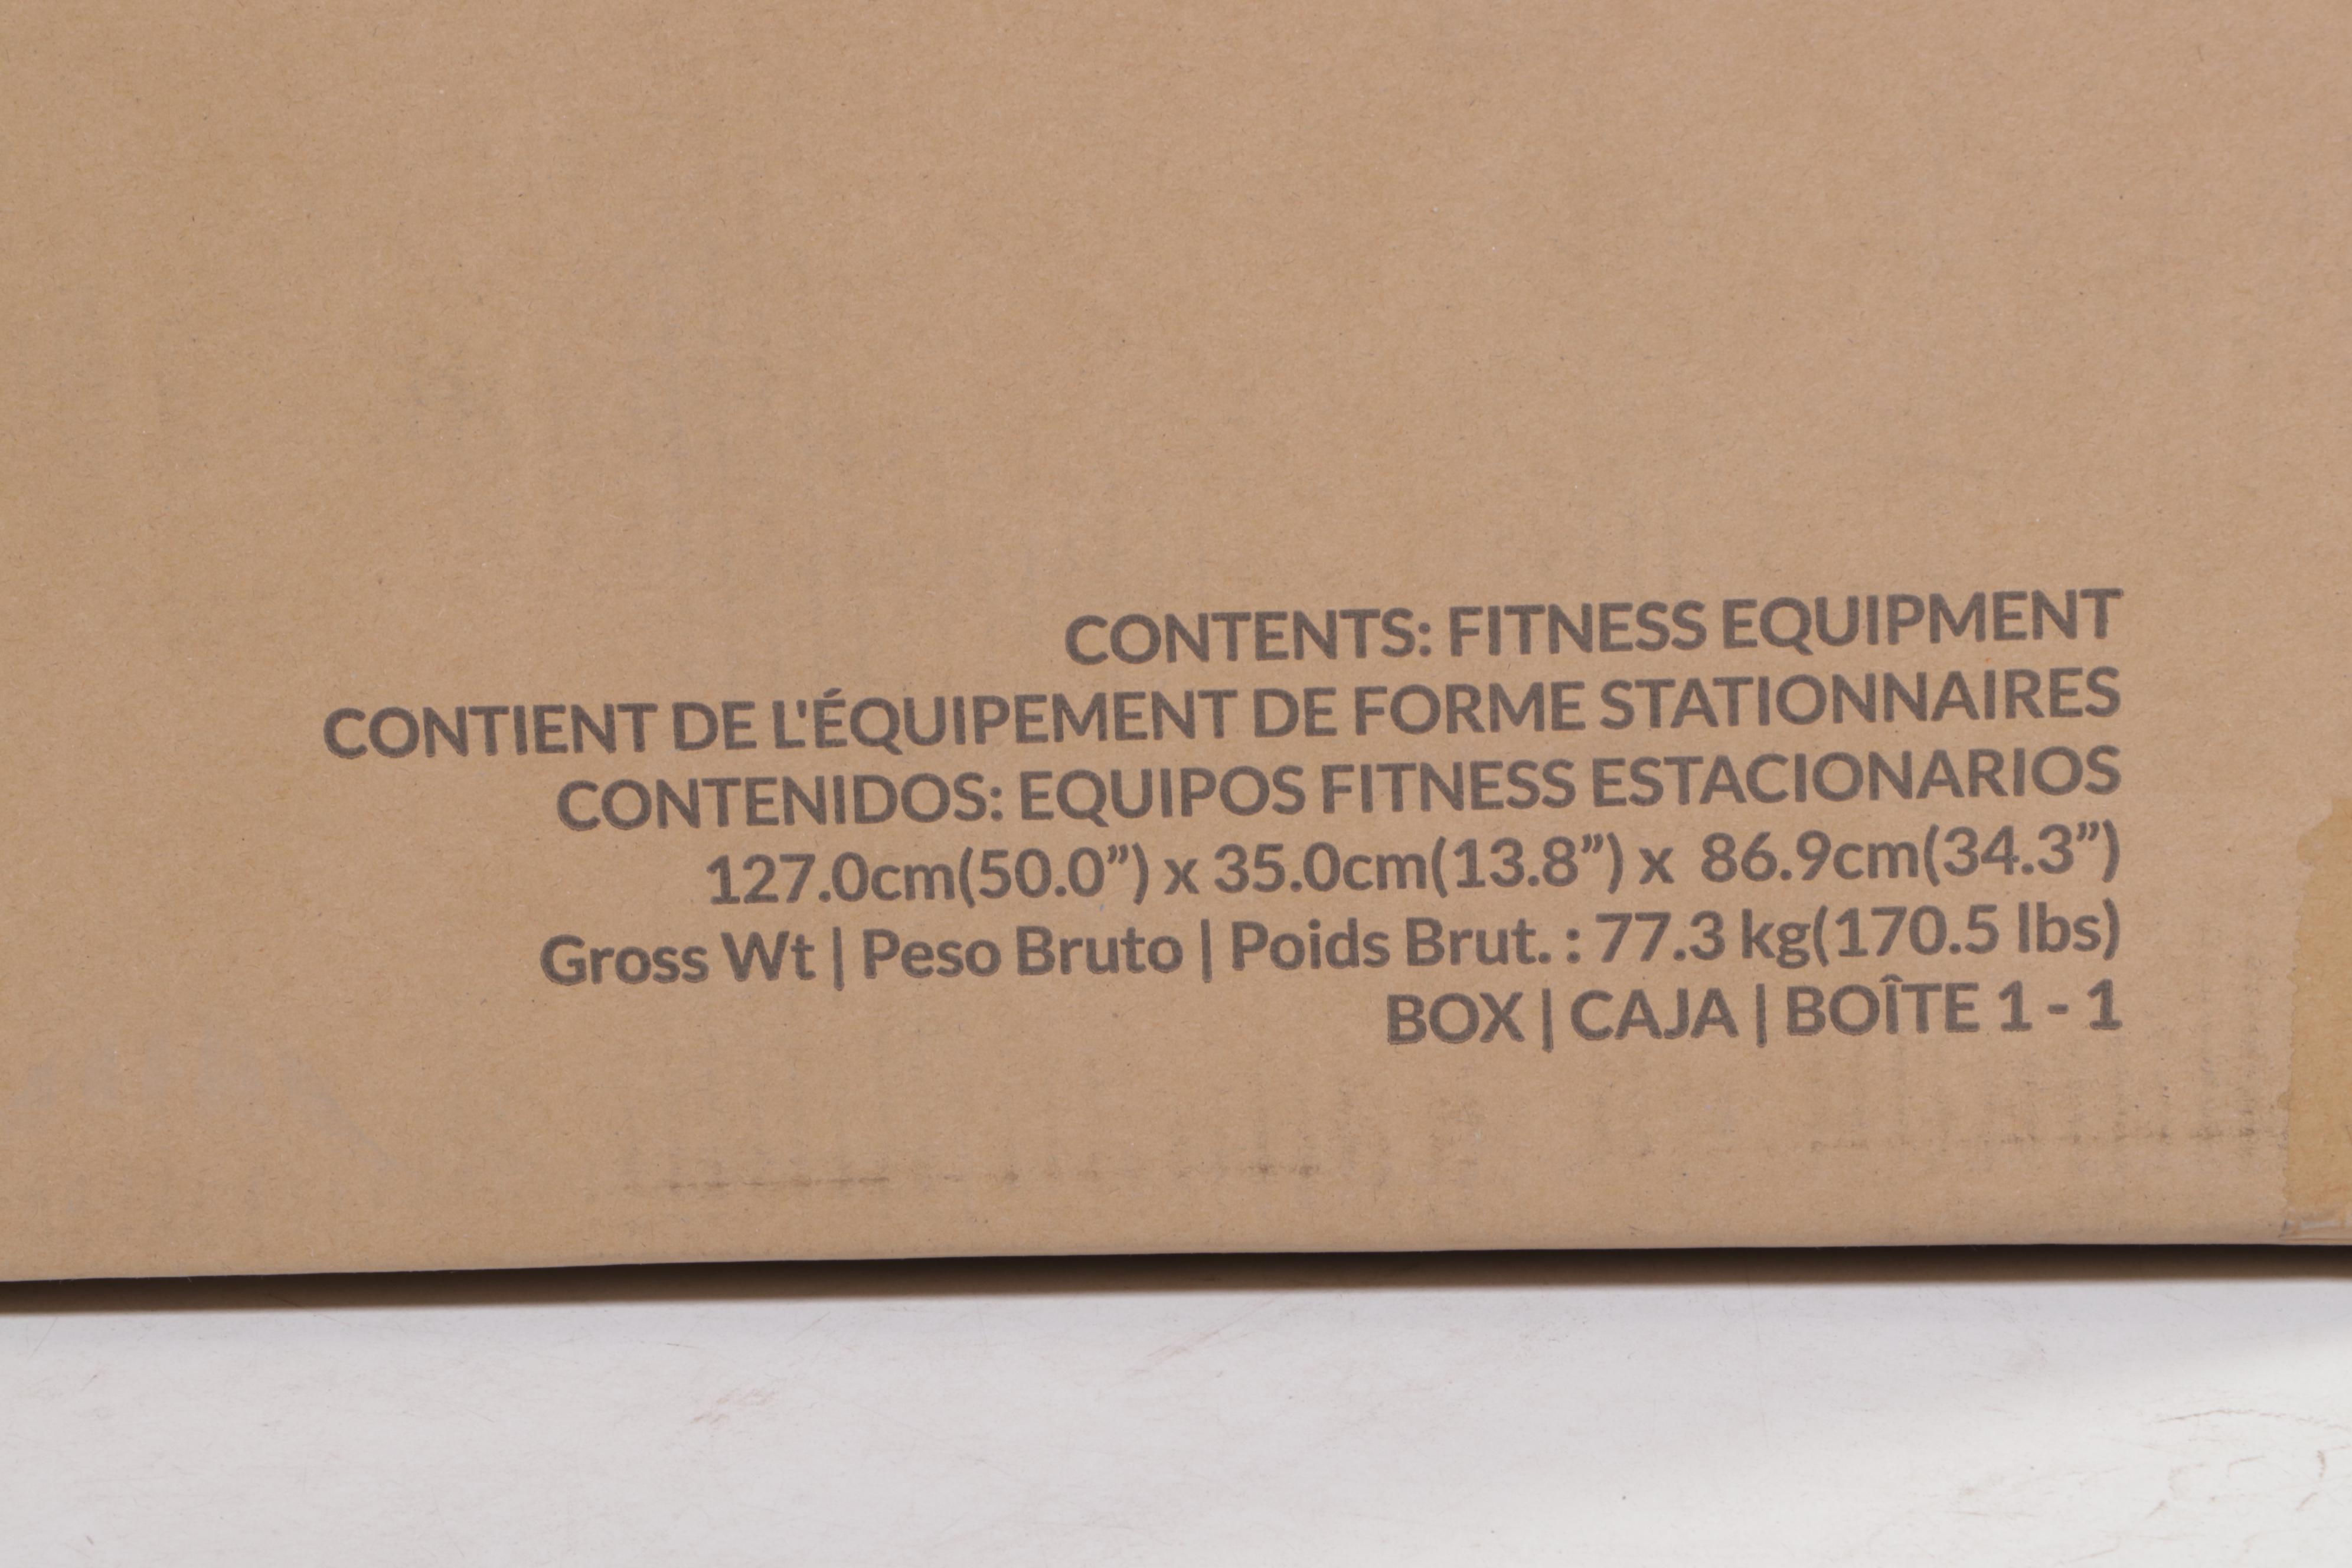 CONTENTS: FITNESS EQUIPMENT
CONTIENT DE L'ÉQUIPEMENT DE FORME STATIONNAIRES
CONTENIDOS: EQUIPOS FITNESS ESTACIONARIOS
127.0cm(50.0”) x 35.0cm(13.8”) x 86.9cm(34.3”)
Gross Wt | Peso Bruto | Poids Brut. : 77.3 kg(170.5 lbs)
BOX | CAJA | BOÎTE 1 - 1